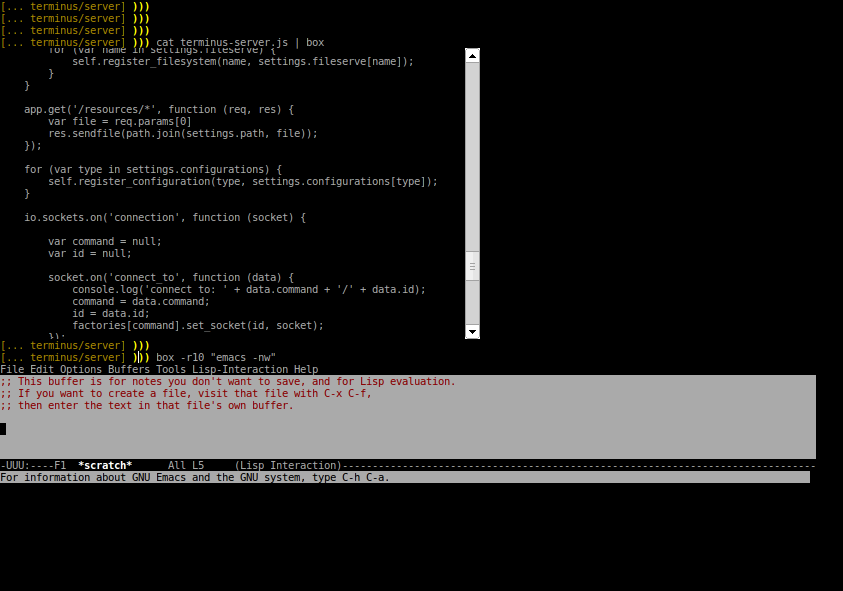 [... terminus/server] )))
[... terminus/server] )))
[... terminus/server] )))
[... terminus/server] ))) cat terminus-server.js | box
        for (var name in settings.fileserve) {
            self.register_filesystem(name, settings.fileserve[name]);
        }
    }

    app.get('/resources/*', function (req, res) {
        var file = req.params[0]
        res.sendfile(path.join(settings.path, file));
    });

    for (var type in settings.configurations) {
        self.register_configuration(type, settings.configurations[type]);
    }

    io.sockets.on('connection', function (socket) {

        var command = null;
        var id = null;

        socket.on('connect_to', function (data) {
            console.log('connect to: ' + data.command + '/' + data.id);
            command = data.command;
            id = data.id;
            factories[command].set_socket(id, socket);
        });
[... terminus/server] )))
[... terminus/server] ))) box -r10 "emacs -nw"
File Edit Options Buffers Tools Lisp-Interaction Help
;; This buffer is for notes you don't want to save, and for Lisp evaluation.
;; If you want to create a file, visit that file with C-x C-f,
;; then enter the text in that file's own buffer.

-UUU:----F1  *scratch*      All L5     (Lisp Interaction)-------------------------------------------------------------------------------
For information about GNU Emacs and the GNU system, type C-h C-a.